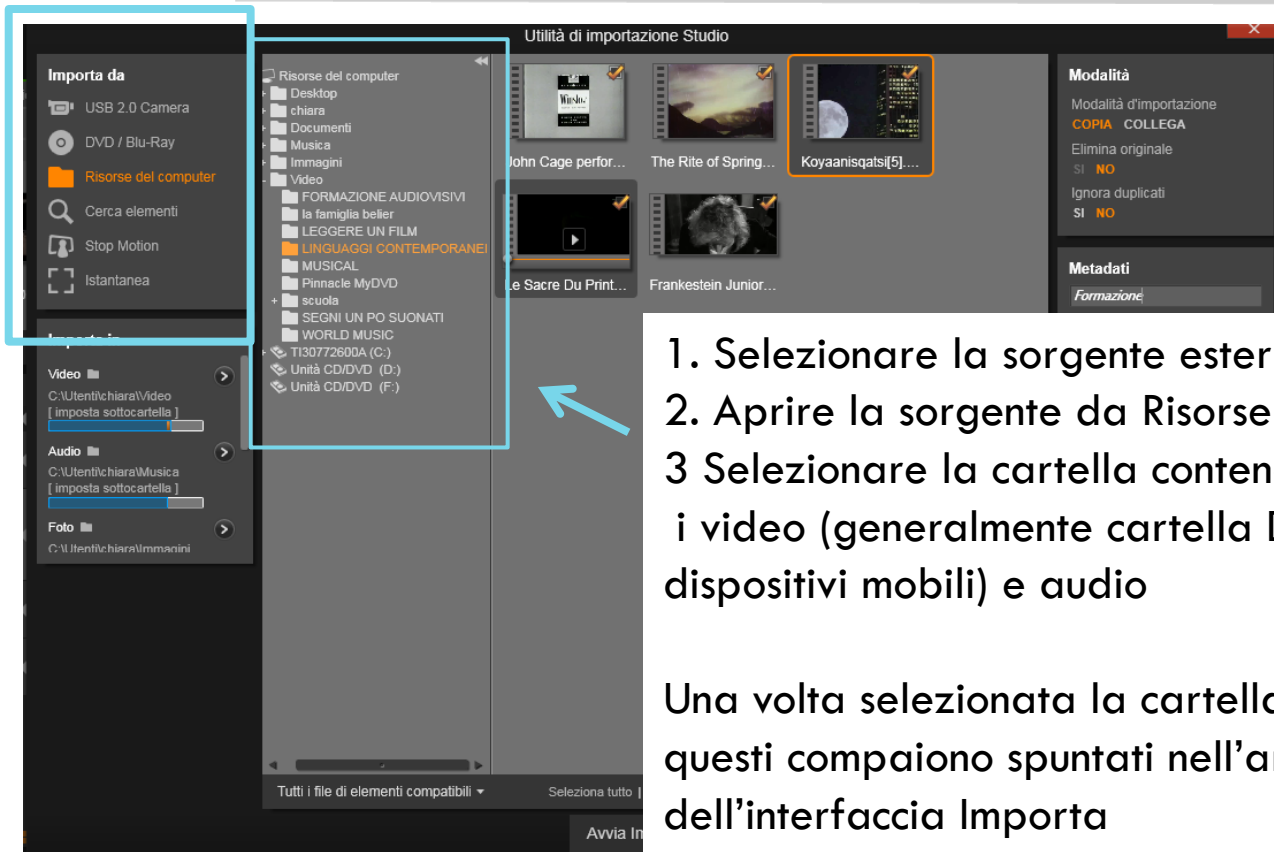 Utilità di importazione Studio
Importa da
USB 2.0 Camera
DVD / Blu-Ray
Risorse del computer
Cerca elementi
Stop Motion
Istantanea
Importa in
Video
C:\Utenti\chiara\Video
[ imposta sottocartella ]
Audio
C:\Utenti\chiara\Musica
[ imposta sottocartella ]
Foto
C:\Utenti\chiara\Immagini
Risorse del computer
Desktop
chiara
Documenti
Musica
Immagini
Video
FORMAZIONE AUDIOVISIVI
la famiglia belier
LEGGERE UN FILM
LINGUAGGI CONTEMPORANEI
MUSICAL
Pinnacle MyDVD
scuola
SEGNI UN PO SUONATI
WORLD MUSIC
TI30772600A (C:)
Unità CD/DVD (D:)
Unità CD/DVD (F:)
Tutti i file di elementi compatibili
Winston
John Cage perfor...
The Rite of Spring...
Koyaanisqatsi[5]....
Le Sacre Du Print...
Frankestein Junior...
Seleziona tutto |
Avvia Im
Modalità
Modalità d'importazione
COPIA COLLEGA
Elimina originale
SI NO
Ignora duplicati
SI NO
Metadati
Formazione
1. Selezionare la sorgente ester
2. Aprire la sorgente da Risorse
3 Selezionare la cartella conten
i video (generalmente cartella D
dispositivi mobili) e audio
Una volta selezionata la cartella
questi compaiono spuntati nell’ar
dell’interfaccia Importa